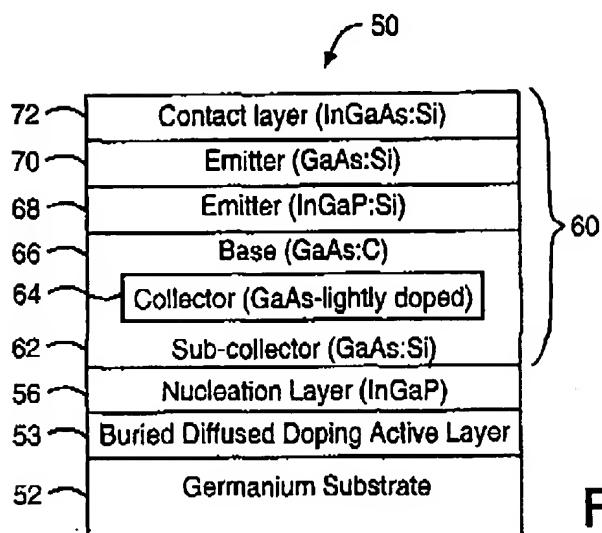 50
72 Contact layer (InGaAs:Si)
70 Emitter (GaAs:Si)
68 Emitter (InGaP:Si)
60
66 Base (GaAs:C)
64 Collector (GaAs-lightly doped)
62 Sub-collector (GaAs:Si)
56 Nucleation Layer (InGaP)
53 Buried Diffused Doping Active Layer
52 Germanium Substrate
F